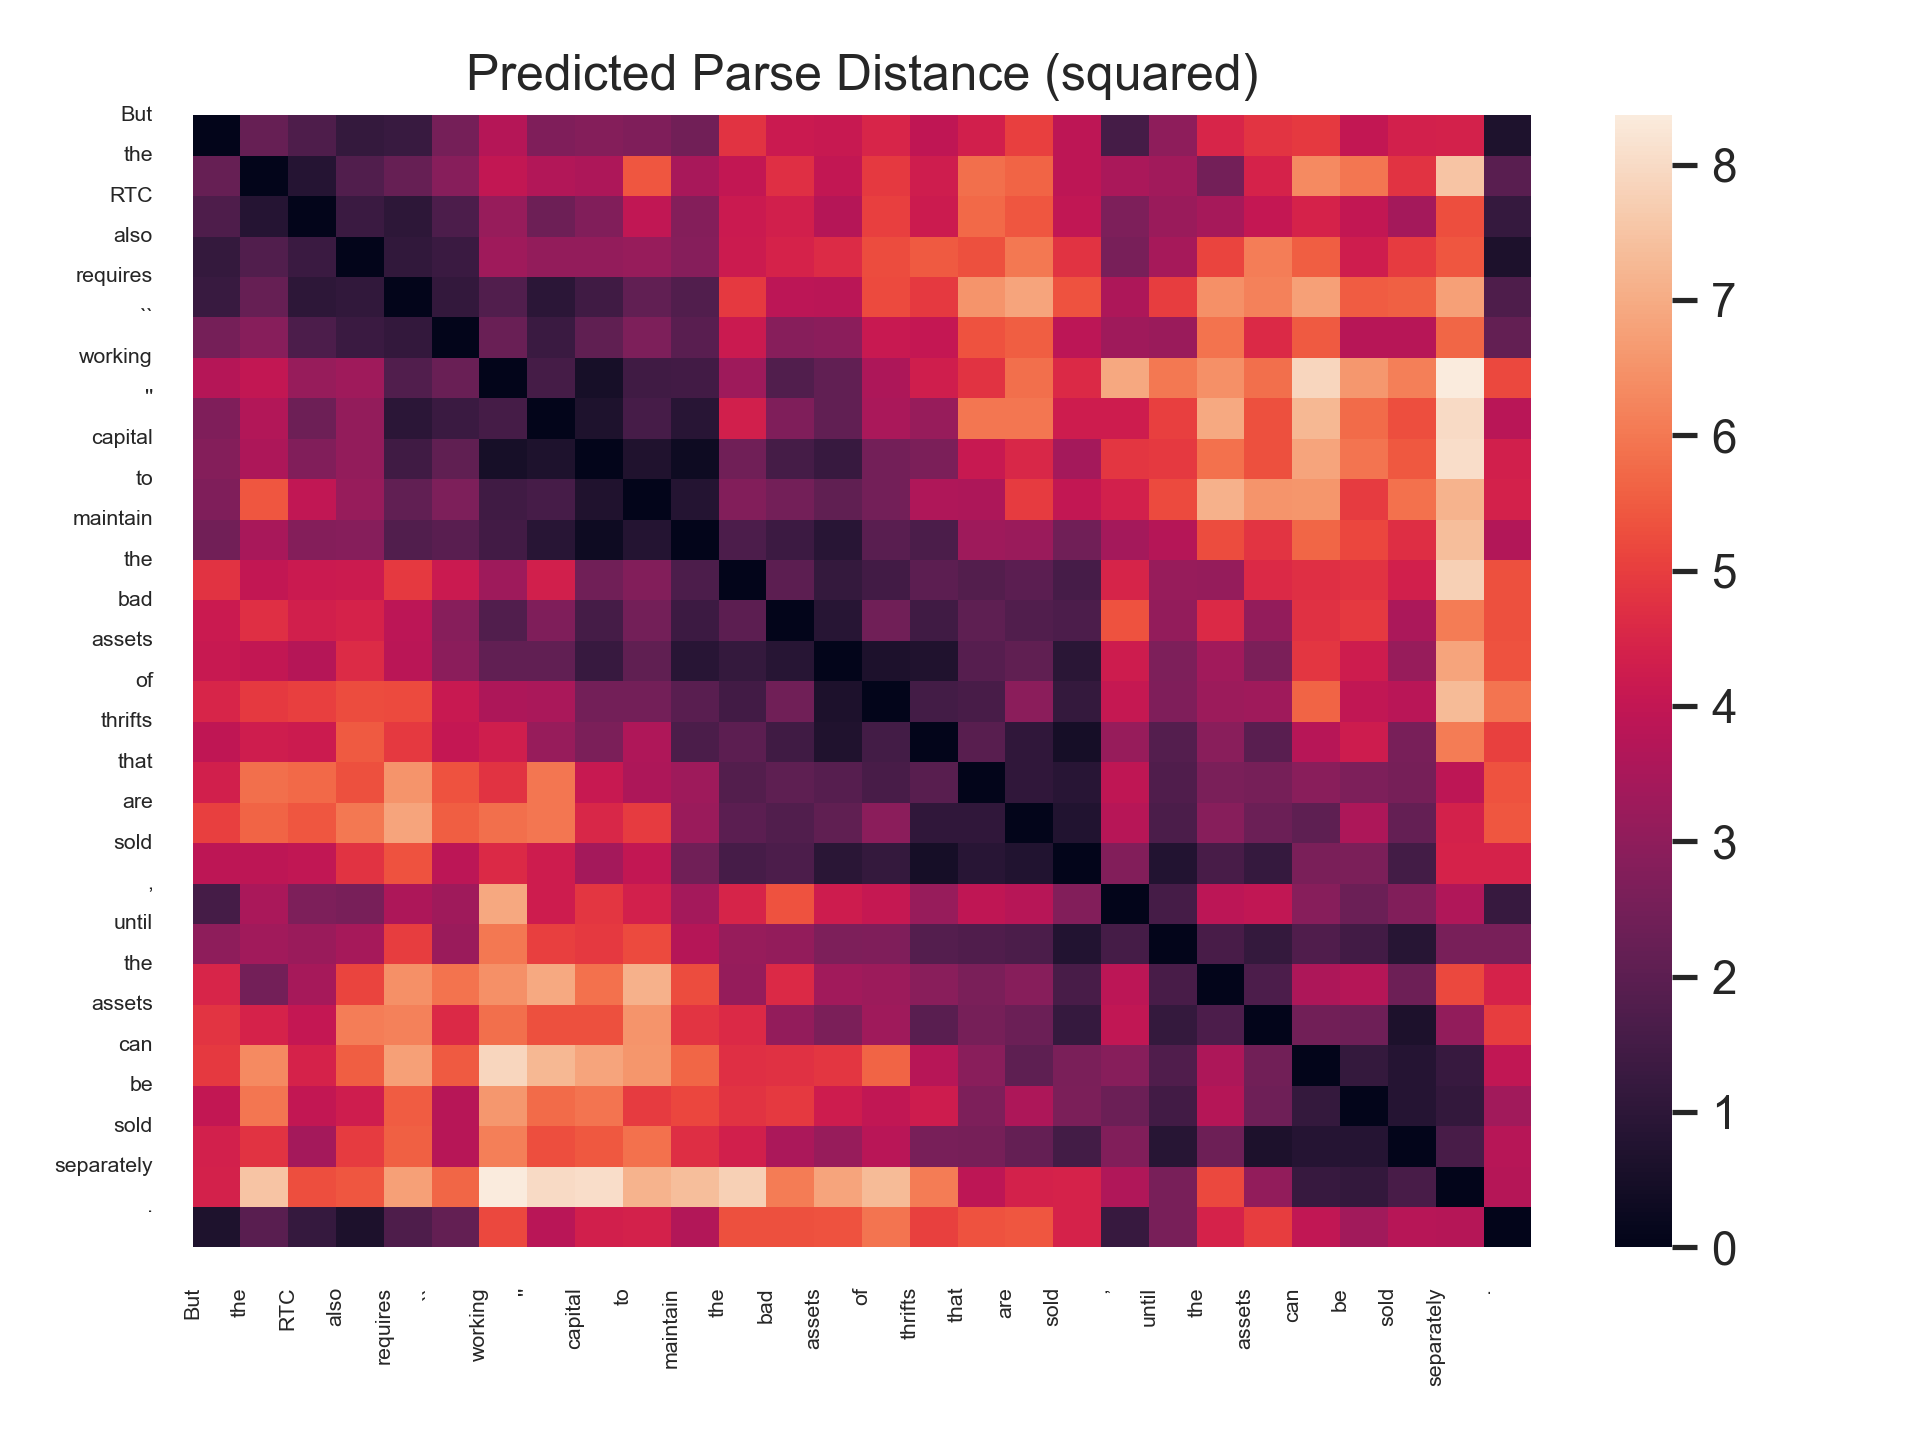 Predicted Parse Distance (squared)
But
the
RTC
also
requires
``
working
''
capital
to
maintain
the
bad
assets
of
thrifts
that
are
sold
,
until
the
assets
can
be
sold
separately
.
8
7
6
5
4
3
2
1
0
But
the
RTC
also
requires
``
working
''
capital
to
maintain
the
bad
assets
of
thrifts
that
are
sold
,
until
the
assets
can
be
sold
separately
.